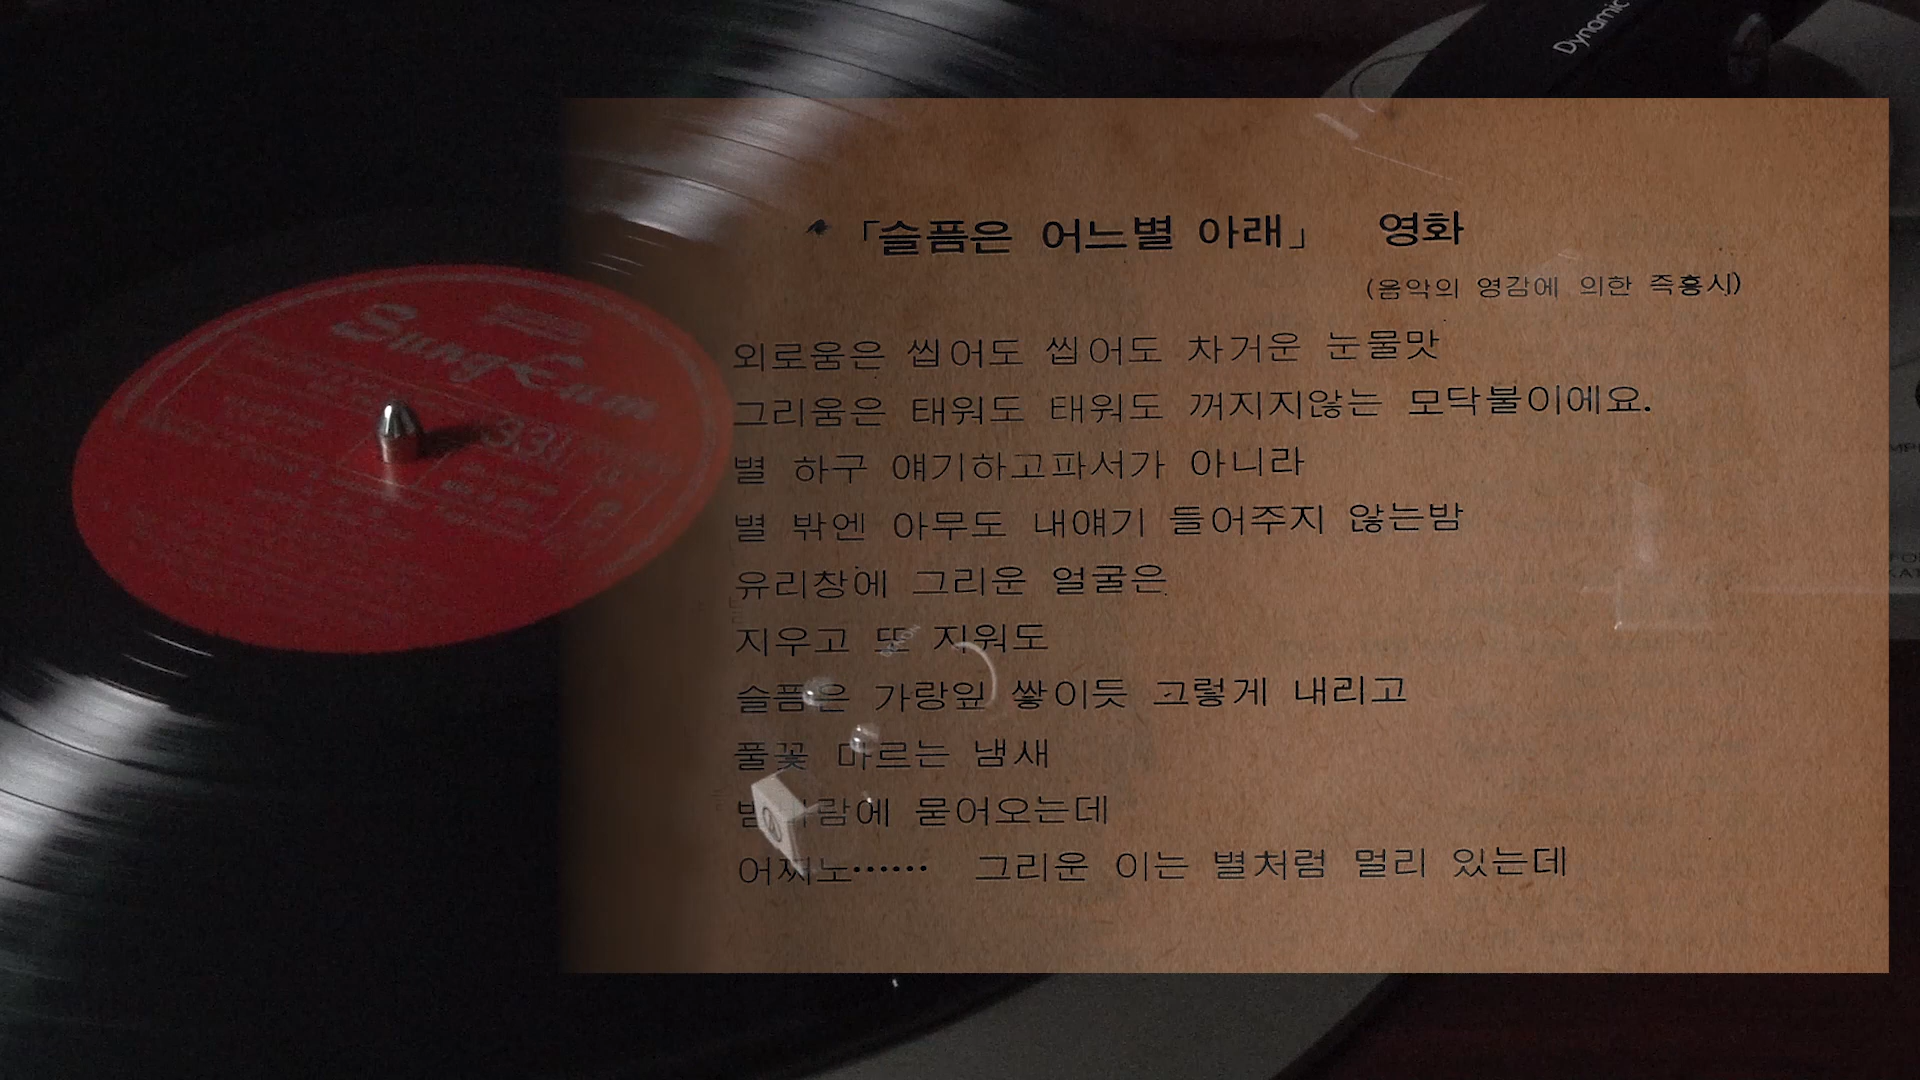 Dynamic
Sung Eum
33⅓
「슬픔은 어느별 아래」 영화
(음악의 영감에 의한 즉흥시)
외로움은 씹어도 씹어도 차거운 눈물맛
그리움은 태워도 태워도 꺼지지않는 모닥불이에요.
별 하구 얘기하고파서가 아니라
별 밖엔 아무도 내얘기 들어주지 않는밤
유리창에 그리운 얼굴은
지우고 또 지워도
슬픔은 가랑잎 쌓이듯 그렇게 내리고
풀꽃 마르는 냄새
밤바람에 묻어오는데
어찌노…… 그리운 이는 별처럼 멀리 있는데